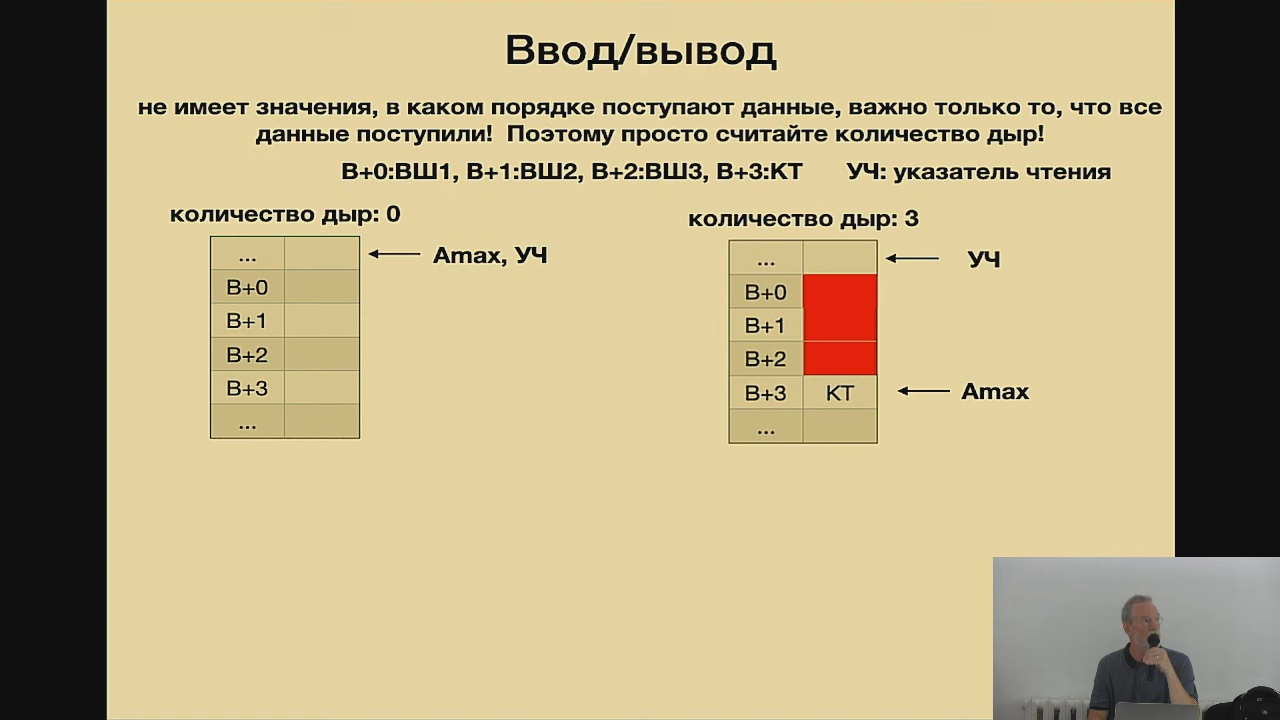 Ввод/вывод
не имеет значения, в каком порядке поступают данные, важно только то, что все
данные поступили! Поэтому просто считайте количество дыр!
В+0:ВШ1, В+1:ВШ2, В+2:ВШ3, В+3:КТ УЧ: указатель чтения
количество дыр: 0
...
Amax, УЧ
В+0
В+1
В+2
В+3
...
количество дыр: 3
...
УЧ
В+0
В+1
В+2
В+3 КТ
Amax
...